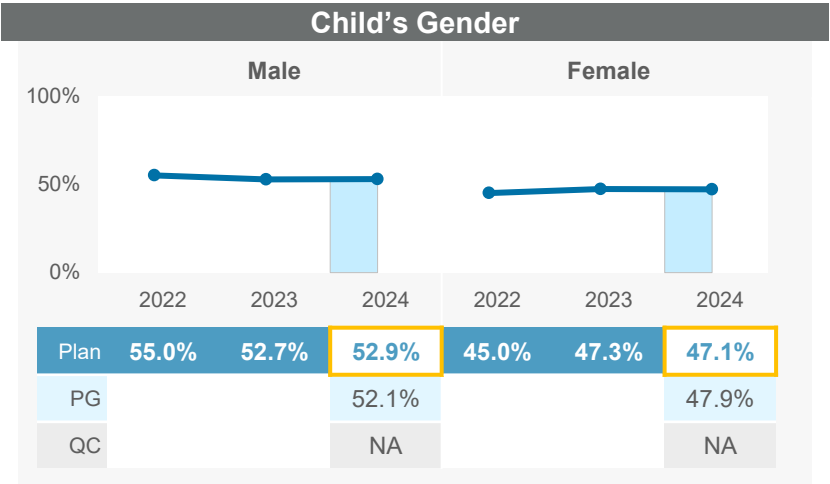 Child’s Gender
Male Female
100%
50%
0%
2022 2023 2024 2022 2023 2024
Plan 55.0% 52.7% 52.9% 45.0% 47.3% 47.1%
PG 52.1% 47.9%
QC NA NA